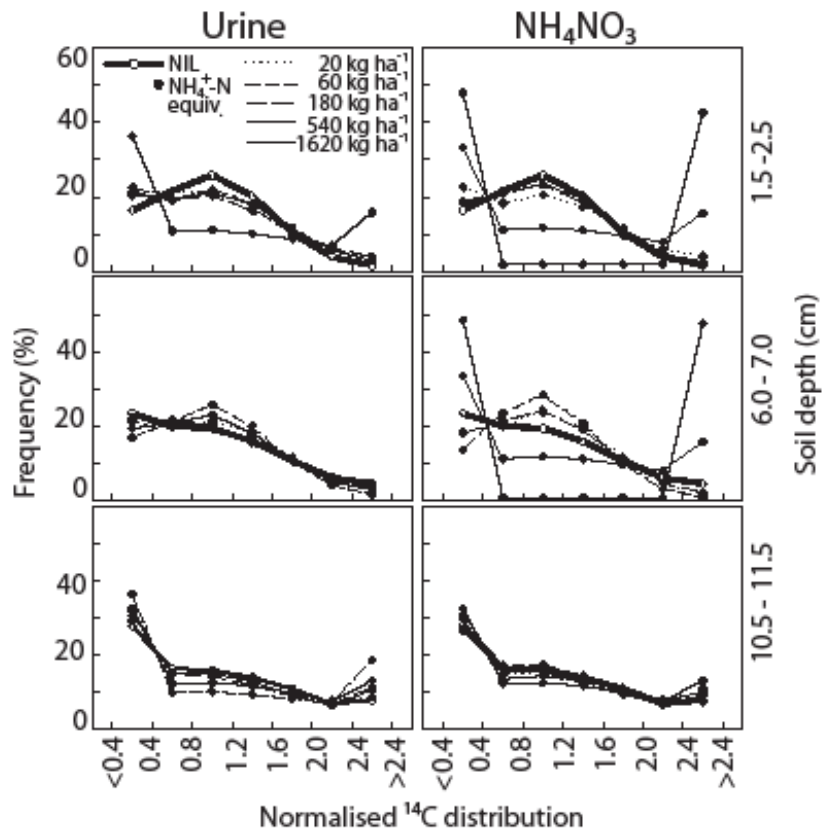 Urine
NH₄NO₃
NIL
NH₄⁺-N
equiv.
20 kg ha⁻¹
60 kg ha⁻¹
180 kg ha⁻¹
540 kg ha⁻¹
1620 kg ha⁻¹
60
40
20
0
40
20
0
40
20
0
Frequency (%)
1.5 -2.5
6.0 - 7.0
10.5 - 11.5
Soil depth (cm)
<0.4 0.4 0.8 1.2 1.6 2.0 2.4 >2.4
<0.4 0.4 0.8 1.2 1.6 2.0 2.4 >2.4
Normalised ¹⁴C distribution